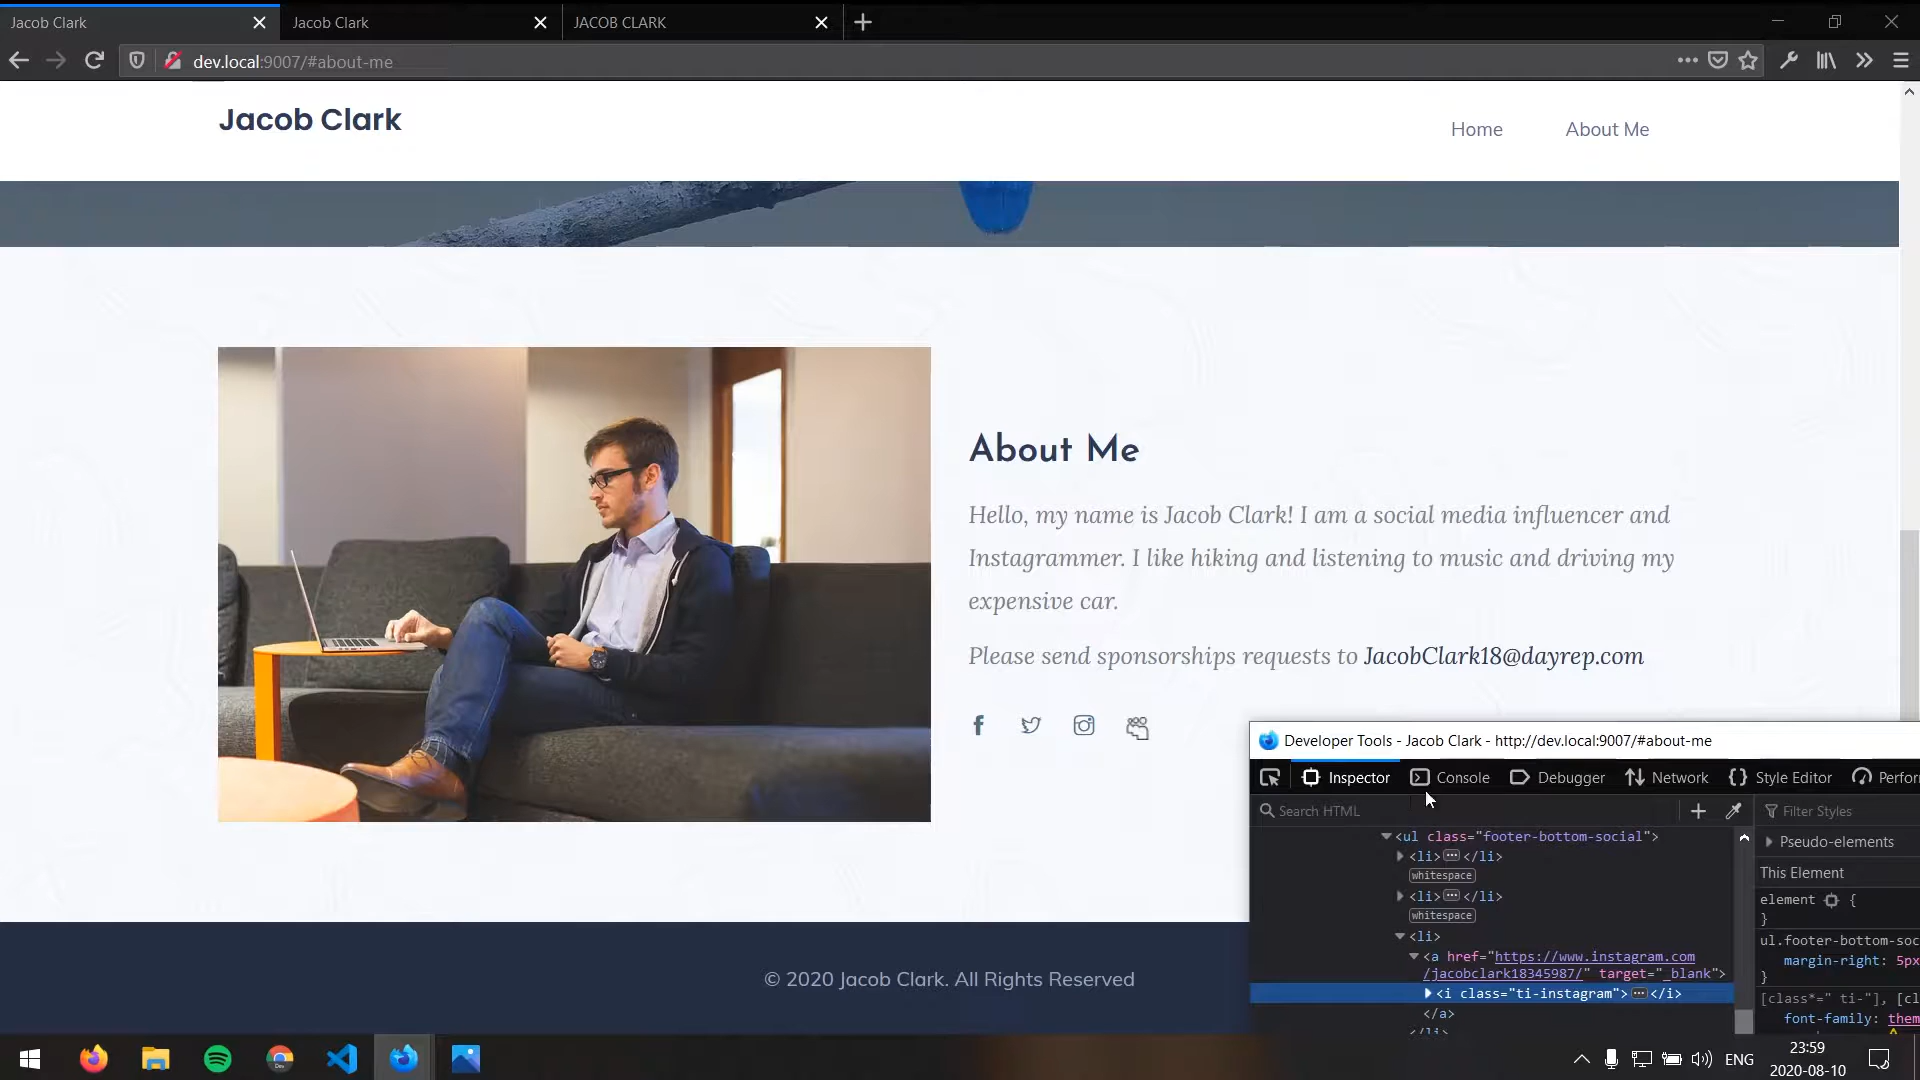 Jacob Clark
Jacob Clark
JACOB CLARK
dev.local:9007/#about-me
Jacob Clark
Home
About Me
About Me
Hello, my name is Jacob Clark! I am a social media influencer and
Instagrammer. I like hiking and listening to music and driving my
expensive car.
Please send sponsorships requests to JacobClark18@dayrep.com
Developer Tools - Jacob Clark - http://dev.local:9007/#about-me
Inspector
Console
Debugger
Network
Style Editor
Perfor
Search HTML
Filter Styles
<ul class="footer-bottom-social">
<li></li>
whitespace
<li></li>
whitespace
<li>
<a href="https://www.instagram.com
/jacobclark18345987/" target="_blank">
<i class="ti-instagram"></i>
</a>
</li>
Pseudo-elements
This Element
element {
}
ul.footer-bottom-soc
margin-right: 5px
}
[class*=" ti-"], [cl
font-family: them
© 2020 Jacob Clark. All Rights Reserved
Dev
ENG
23:59
2020-08-10